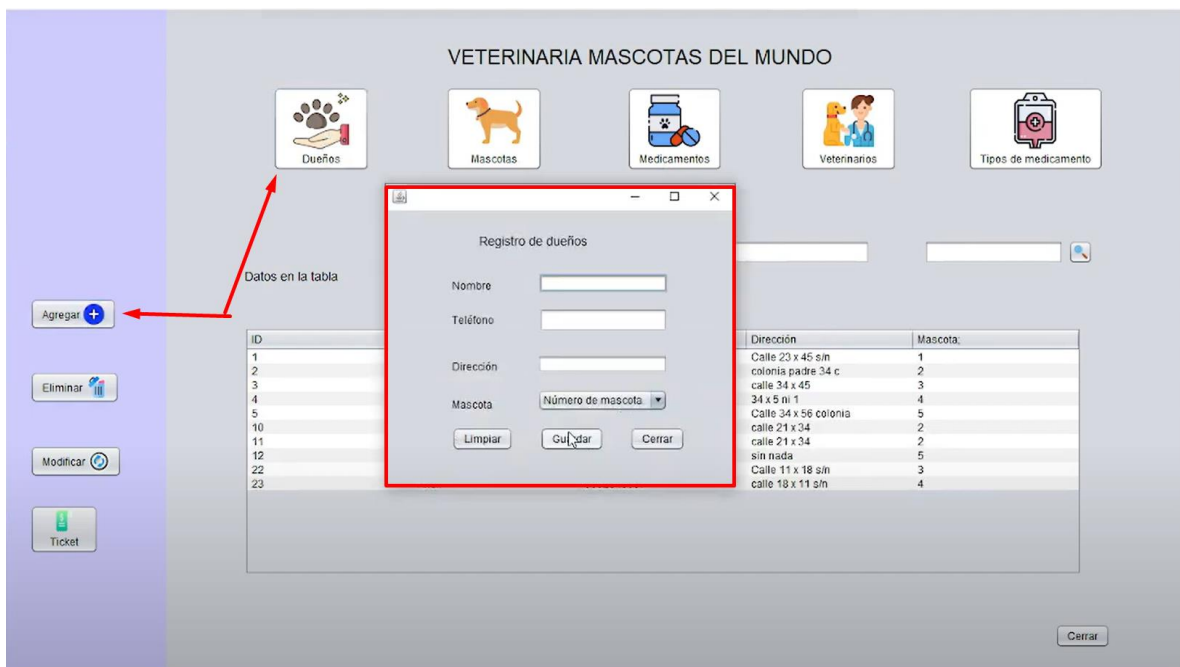 VETERINARIA MASCOTAS DEL MUNDO
Dueños
Mascotas
Medicamentos
Veterinarios
Tipos de medicamento
Registro de dueños
Nombre
Teléfono
Dirección
Mascota
Número de mascota
Limpiar
Guardar
Cerrar
Datos en la tabla
Agregar
Eliminar
Modificar
Ticket
ID Dirección Mascota;
1 Calle 23 x 45 s/n 1
2 colonia padre 34 c 2
3 calle 34 x 45 3
4 34 x 5 ni 1 4
5 Calle 34 x 56 colonia 5
10 calle 21 x 34 2
11 calle 21 x 34 2
12 sin nada 5
22 Calle 11 x 18 s/n 3
23 calle 18 x 11 s/n 4
Cerrar